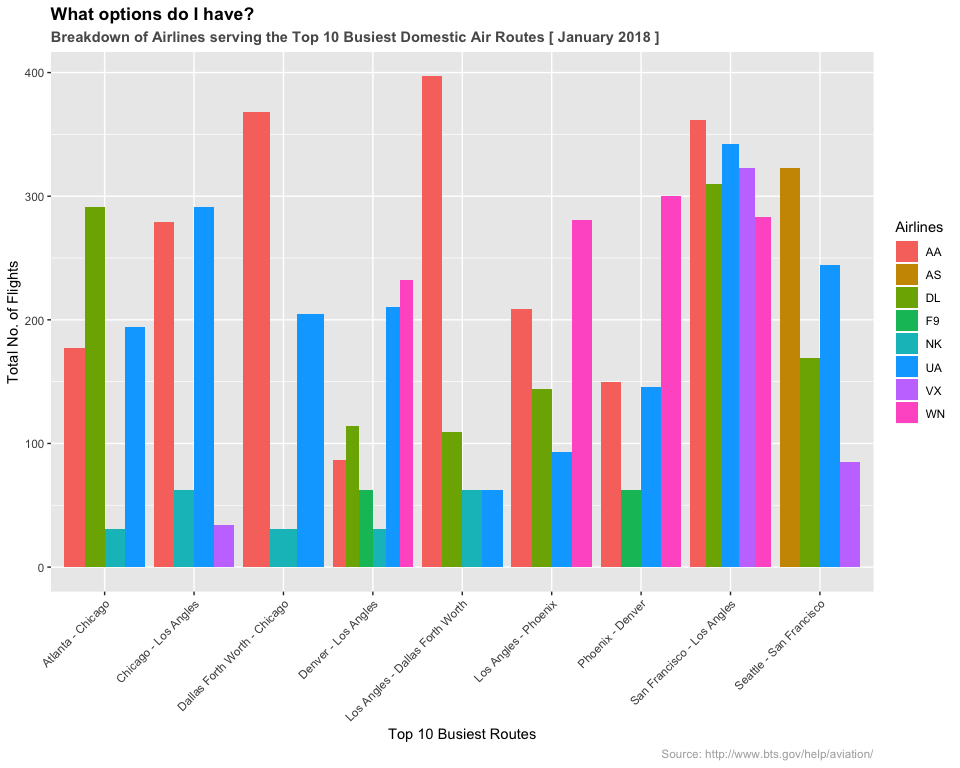 What options do I have?
Breakdown of Airlines serving the Top 10 Busiest Domestic Air Routes [ January 2018 ]
Total No. of Flights
400
300
200
100
0
Atlanta - Chicago
Chicago - Los Angles
Dallas Forth Worth - Chicago
Denver - Los Angles
Los Angles - Dallas Forth Worth
Los Angles - Phoenix
Phoenix - Denver
San Francisco - Los Angles
Seattle - San Francisco
Top 10 Busiest Routes
Airlines
AA
AS
DL
F9
NK
UA
VX
WN
Source: http://www.bts.gov/help/aviation/